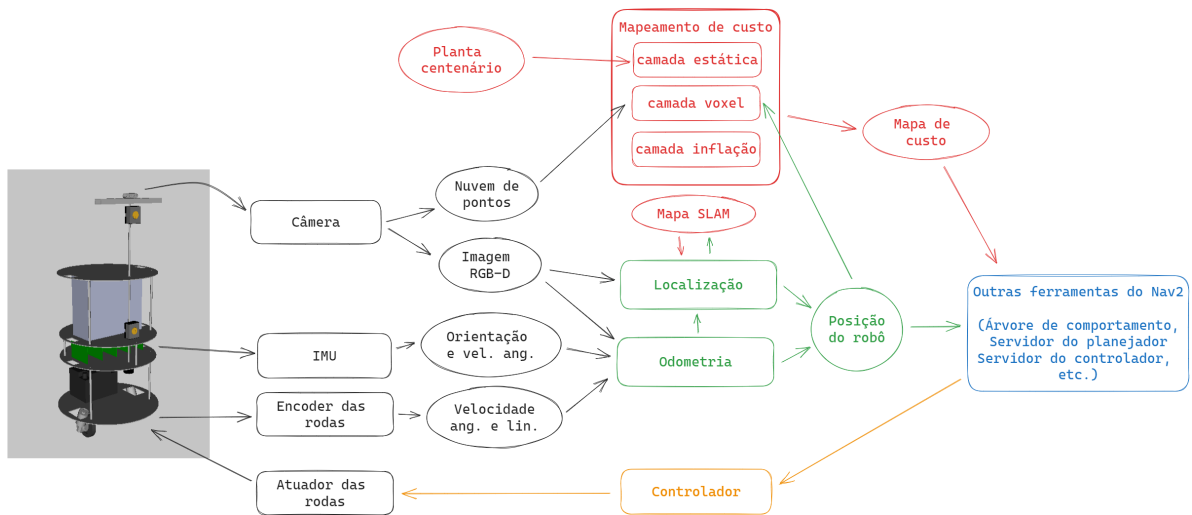 Planta
centenário
Mapeamento de custo
camada estática
camada voxel
camada inflação
Mapa de
custo
Nuvem de
pontos
Câmera
Imagem
RGB-D
Mapa SLAM
Localização
Posição
do robô
Outras ferramentas do Nav2
(Árvore de comportamento,
Servidor do planejador
Servidor do controlador,
etc.)
IMU
Orientação
e vel. ang.
Odometria
Encoder das
rodas
Velocidade
ang. e lin.
Atuador das
rodas
Controlador